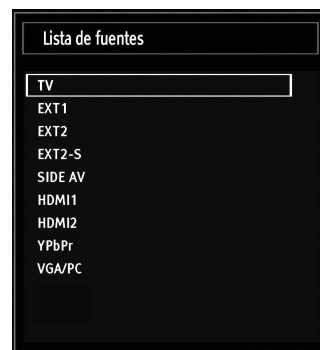 Lista de fuentes
TV
EXT1
EXT2
EXT2-S
SIDE AV
HDMI1
HDMI2
YPbPr
VGA/PC